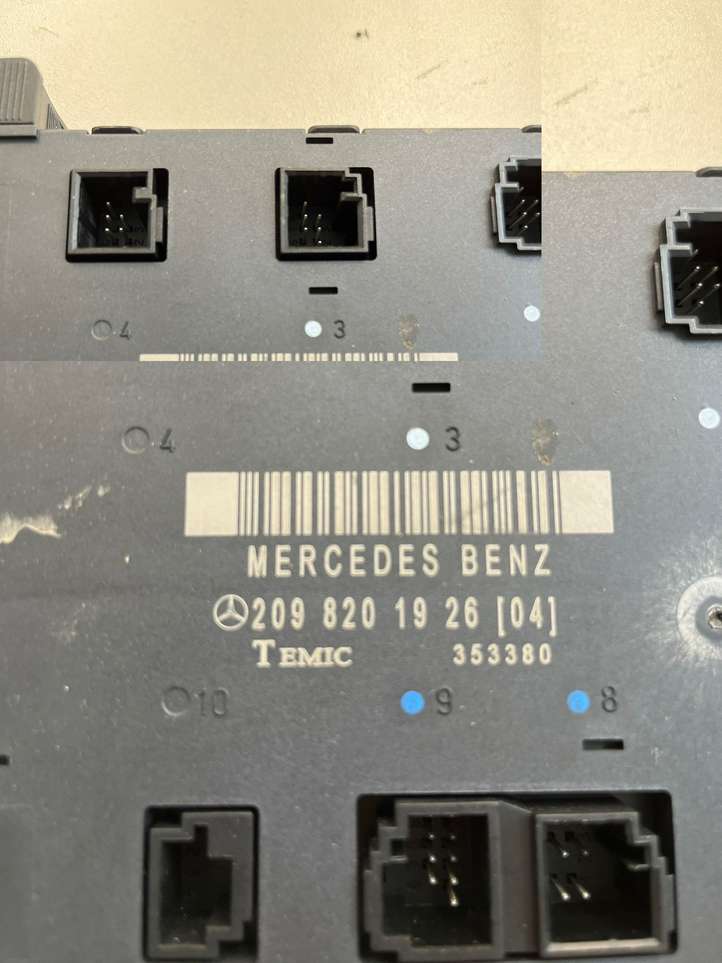 4 3
4 3
MERCEDES BENZ
209 820 19 26 [04]
TEMIC 353380
10 9 8